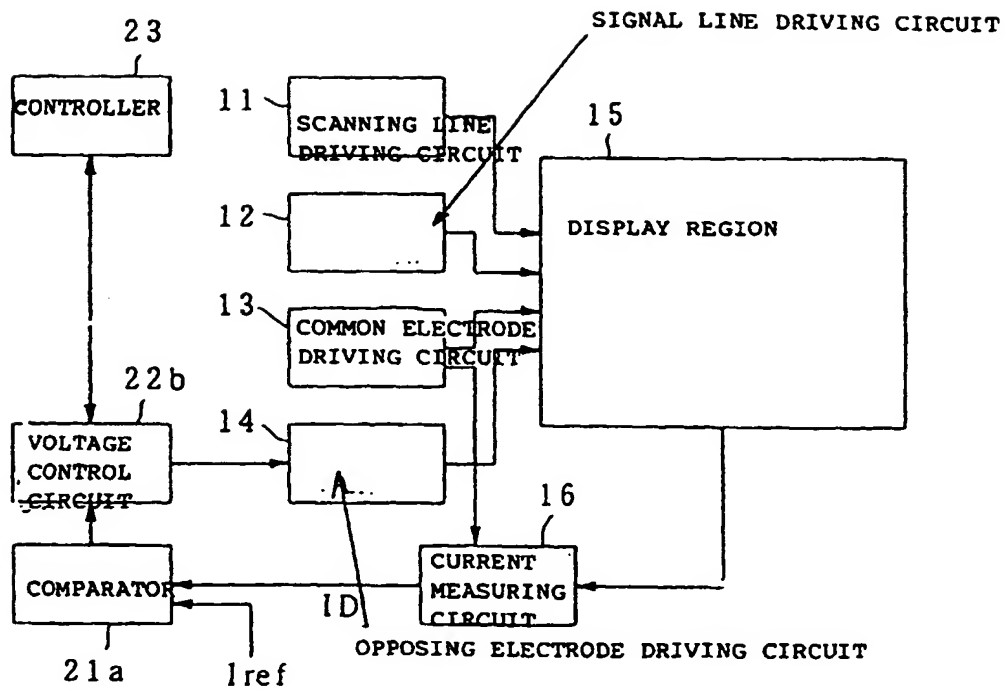 SIGNAL LINE DRIVING CIRCUIT
23
CONTROLLER
11
SCANNING LINE
DRIVING CIRCUIT
15
DISPLAY REGION
12
...
13
COMMON ELECTRODE
DRIVING CIRCUIT
22b
VOLTAGE
CONTROL
CIRCUIT
14
16
CURRENT
MEASURING
CIRCUIT
COMPARATOR
ID
OPPOSING ELECTRODE DRIVING CIRCUIT
21a
Iref